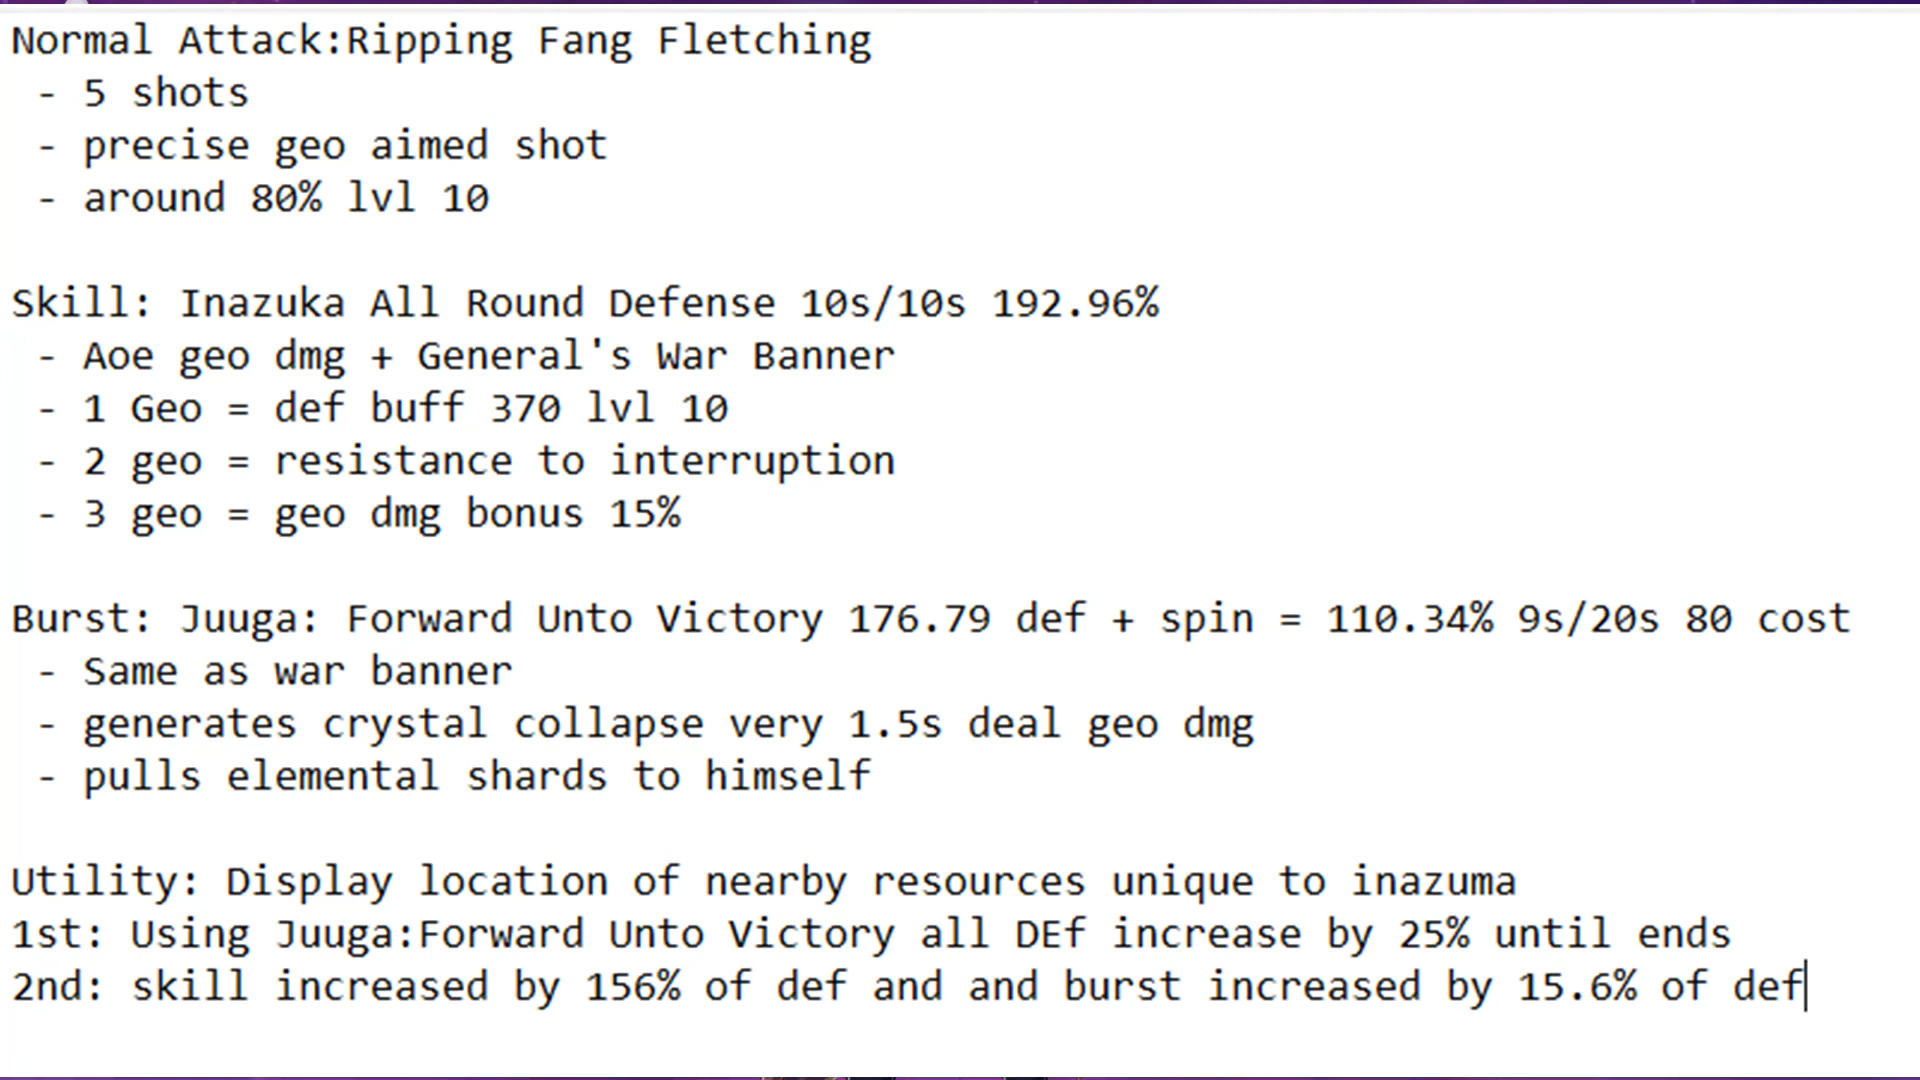 Normal Attack:Ripping Fang Fletching
- 5 shots
- precise geo aimed shot
- around 80% lvl 10
Skill: Inazuka All Round Defense 10s/10s 192.96%
- Aoe geo dmg + General's War Banner
- 1 Geo = def buff 370 lvl 10
- 2 geo = resistance to interruption
- 3 geo = geo dmg bonus 15%
Burst: Juuga: Forward Unto Victory 176.79 def + spin = 110.34% 9s/20s 80 cost
- Same as war banner
- generates crystal collapse very 1.5s deal geo dmg
- pulls elemental shards to himself
Utility: Display location of nearby resources unique to inazuma
1st: Using Juuga:Forward Unto Victory all DEf increase by 25% until ends
2nd: skill increased by 156% of def and and burst increased by 15.6% of def